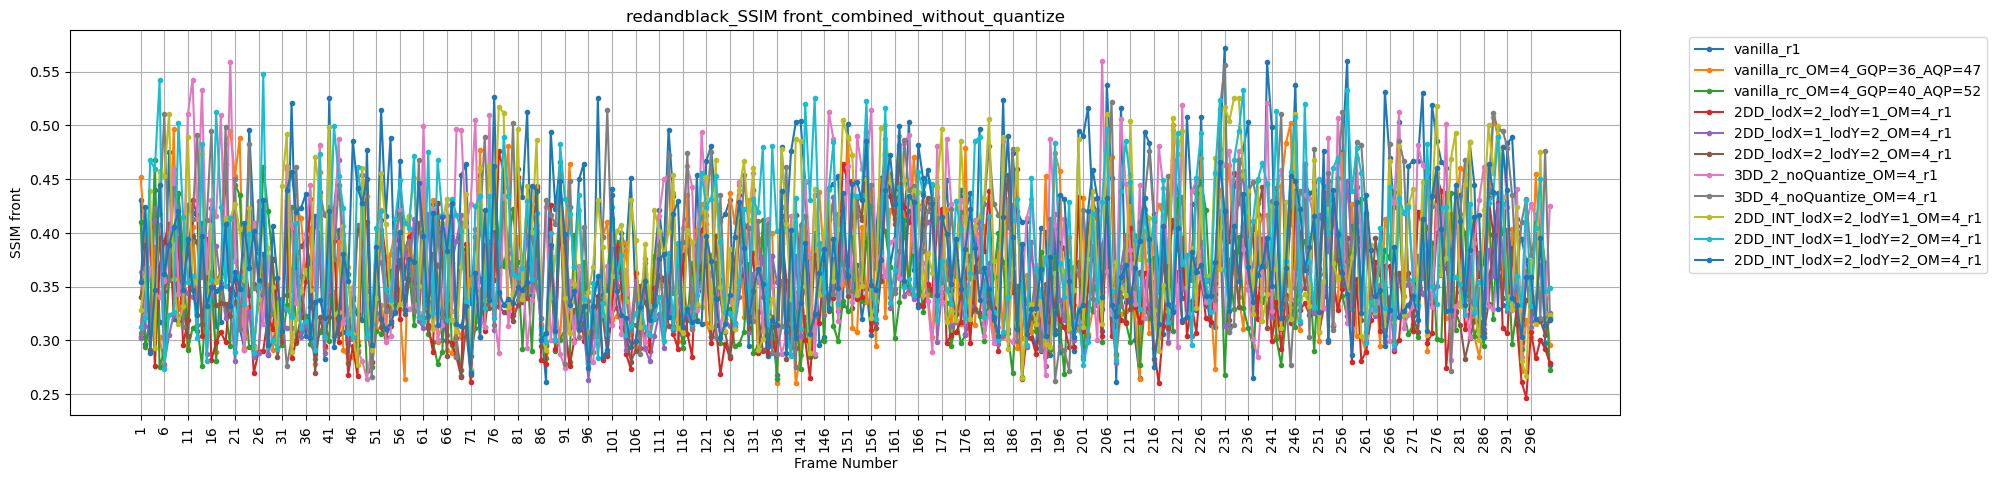 redandblack_SSIM front_combined_without_quantize
SSIM front
0.55
0.50
0.45
0.40
0.35
0.30
0.25
1 6 11 16 21 26 31 36 41 46 51 56 61 66 71 76 81 86 91 96 101 106 111 116 121 126 131 136 141 146 151 156 161 166 171 176 181 186 191 196 201 206 211 216 221 226 231 236 241 246 251 256 261 266 271 276 281 286 291 296
Frame Number
vanilla_r1
vanilla_rc_OM=4_GQP=36_AQP=47
vanilla_rc_OM=4_GQP=40_AQP=52
2DD_lodX=2_lodY=1_OM=4_r1
2DD_lodX=1_lodY=2_OM=4_r1
2DD_lodX=2_lodY=2_OM=4_r1
3DD_2_noQuantize_OM=4_r1
3DD_4_noQuantize_OM=4_r1
2DD_INT_lodX=2_lodY=1_OM=4_r1
2DD_INT_lodX=1_lodY=2_OM=4_r1
2DD_INT_lodX=2_lodY=2_OM=4_r1